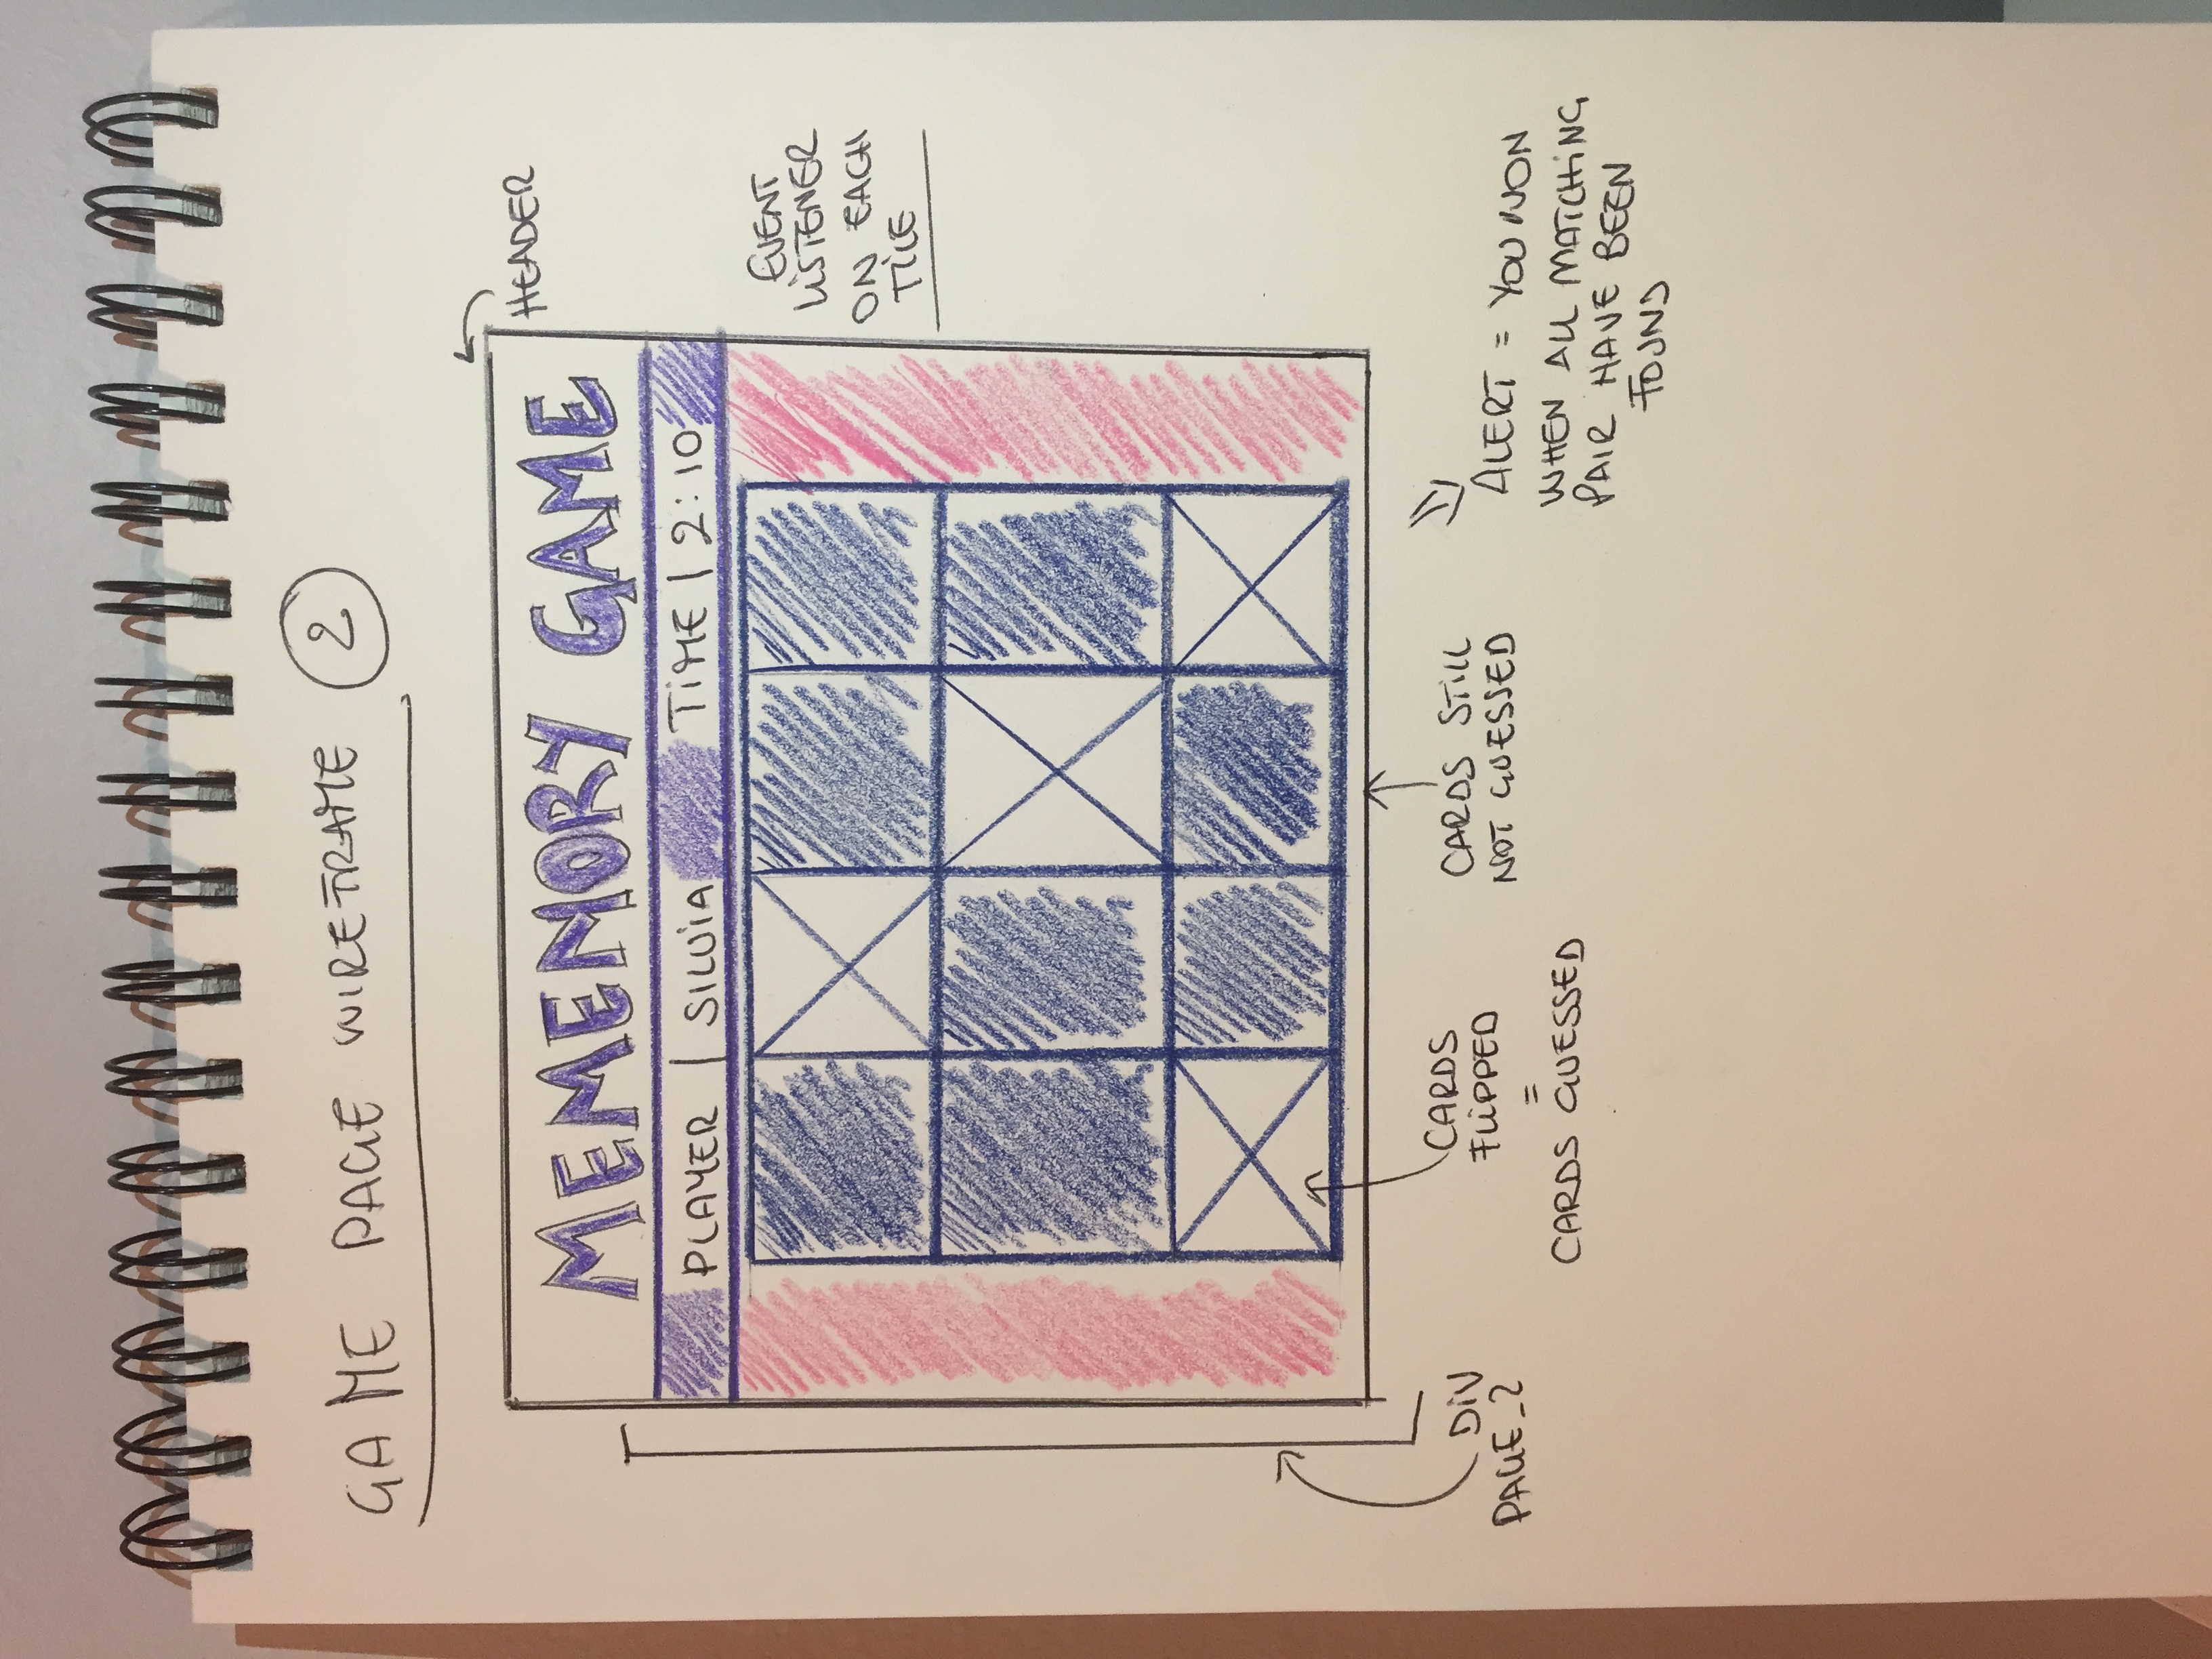 GAME PAGE WIREFRAME 2
HEADER
MEMEMORY GAME
PLAYER | SILVIA TIME | 2:10
EVENT
LISTENER
ON EACH
TILE
DIV
PAGE_2
CARDS
FLIPPED
=
CARDS GUESSED
CARDS STILL
NOT GUESSED
ALERT = YOU WON
WHEN ALL MATCHING
PAIR HAVE BEEN
FOUND